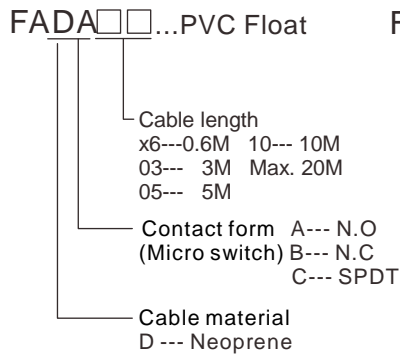 FADA□□...PVC Float F
Cable length
x6---0.6M 10--- 10M
03--- 3M Max. 20M
05--- 5M
Contact form A--- N.O
(Micro switch) B--- N.C
C--- SPDT
Cable material
D --- Neoprene